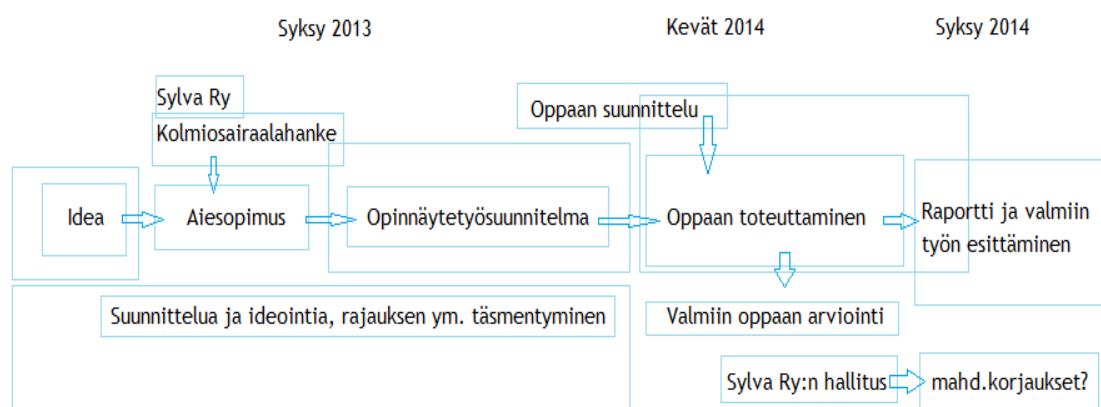 Syksy 2013
Kevät 2014
Syksy 2014
Sylva Ry
Kolmiosairaalahanke
Oppaan suunnittelu
Idea
Aiesopimus
Opinnäytetyösuunnitelma
Oppaan toteuttaminen
Raportti ja valmiin
työn esittäminen
Suunnittelua ja ideointia, rajauksen ym. täsmentyminen
Valmiin oppaan arviointi
Sylva Ry:n hallitus
mahd.korjaukset?